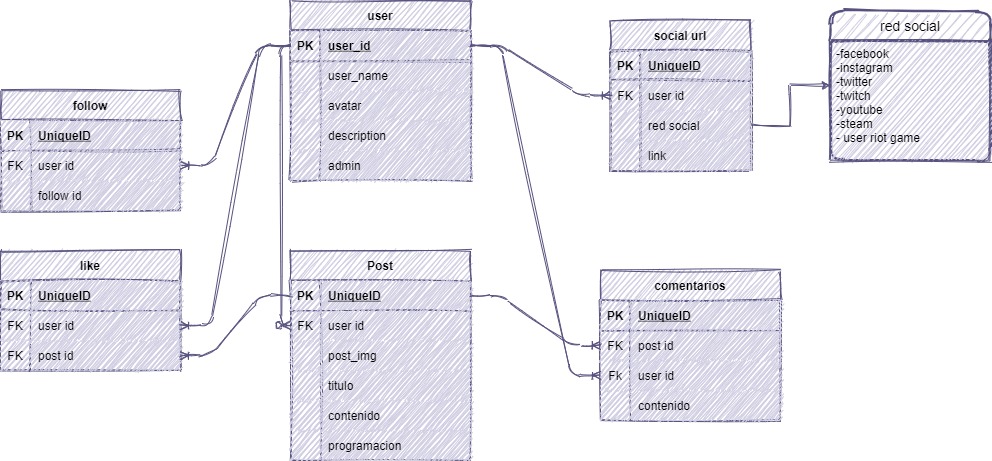 user
PK user_id
user_name
avatar
description
admin
social url
PK UniqueID
FK user id
red social
link
red social
-facebook
-instagram
-twitter
-twitch
-youtube
-steam
- user riot game
follow
PK UniqueID
FK user id
follow id
like
PK UniqueID
FK user id
FK post id
Post
PK UniqueID
FK user id
post_img
titulo
contenido
programacion
comentarios
PK UniqueID
FK post id
Fk user id
contenido